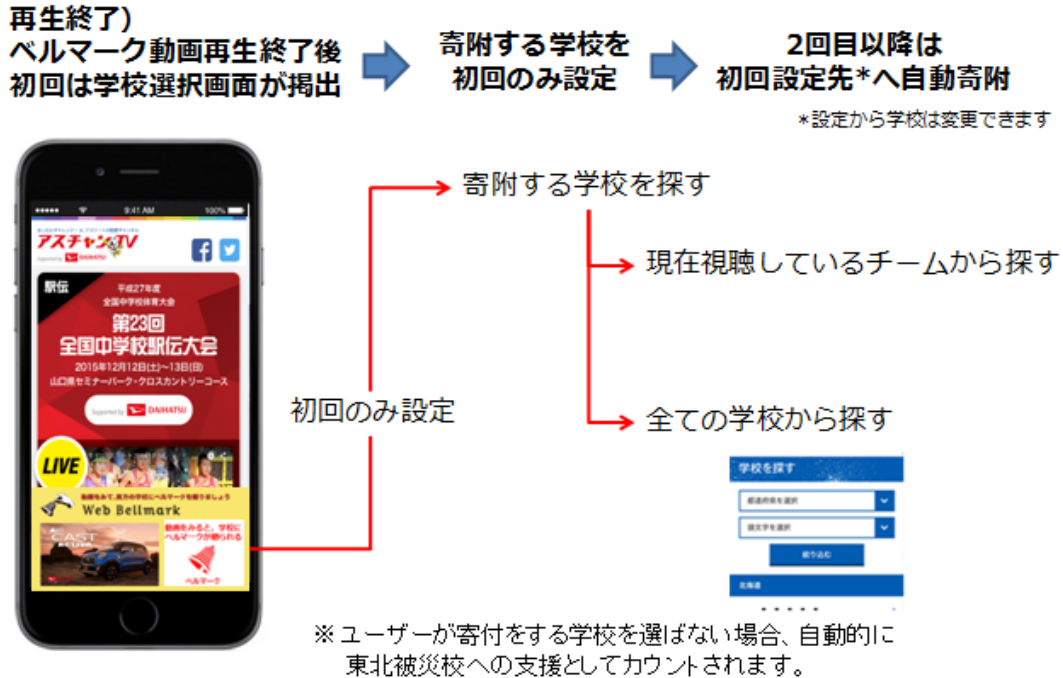 再生終了)
ベルマーク動画再生終了後
初回は学校選択画面が掲出
寄附する学校を
初回のみ設定
2回目以降は
初回設定先*へ自動寄附
*設定から学校は変更できます
9:41 AM
100%
アスチャンTV
Supported by DAIHATSU
駅伝
平成27年度
全国中学校体育大会
第23回
全国中学校駅伝大会
2015年12月12日(土)~13日(日)
山口県セミナーパーク・クロスカントリーコース
Supported by DAIHATSU
LIVE
Web Bellmark
CAST
動画をみると、学校に
ベルマークが贈られる
ベルマーク
初回のみ設定
寄附する学校を探す
現在視聴しているチームから探す
全ての学校から探す
学校を探す
都道府県を選択
頭文字を選択
絞り込む
北海道
※ユーザーが寄付をする学校を選ばない場合、自動的に
東北被災校への支援としてカウントされます。